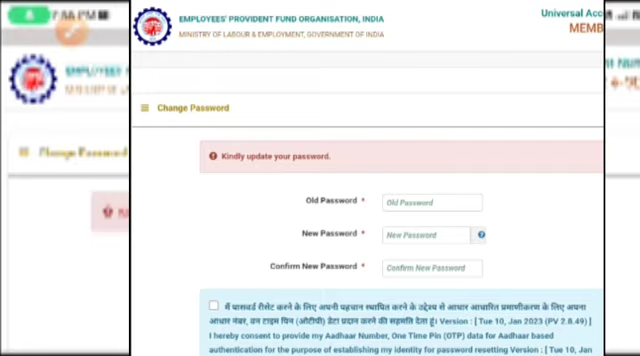 EMPLOYEES' PROVIDENT FUND ORGANISATION, INDIA
MINISTRY OF LABOUR & EMPLOYMENT, GOVERNMENT OF INDIA
Universal Acc
MEMB
Change Password
Kindly update your password.
Old Password *
Old Password
New Password *
New Password
Confirm New Password *
Confirm New Password
मैं पासवर्ड रीसेट करने के लिए अपनी पहचान स्थापित करने के उद्देश्य से आधार आधारित प्रमाणीकरण के लिए अपना
आधार नंबर, वन टाइम पिन (ओटीपी) डेटा प्रदान करने की सहमति देता हूं। Version : [ Tue 10, Jan 2023 (PV 2.8.49) ]
I hereby consent to provide my Aadhaar Number, One Time Pin (OTP) data for Aadhaar based
authentication for the purpose of establishing my identity for password resetting Version : [ Tue 10, Jan